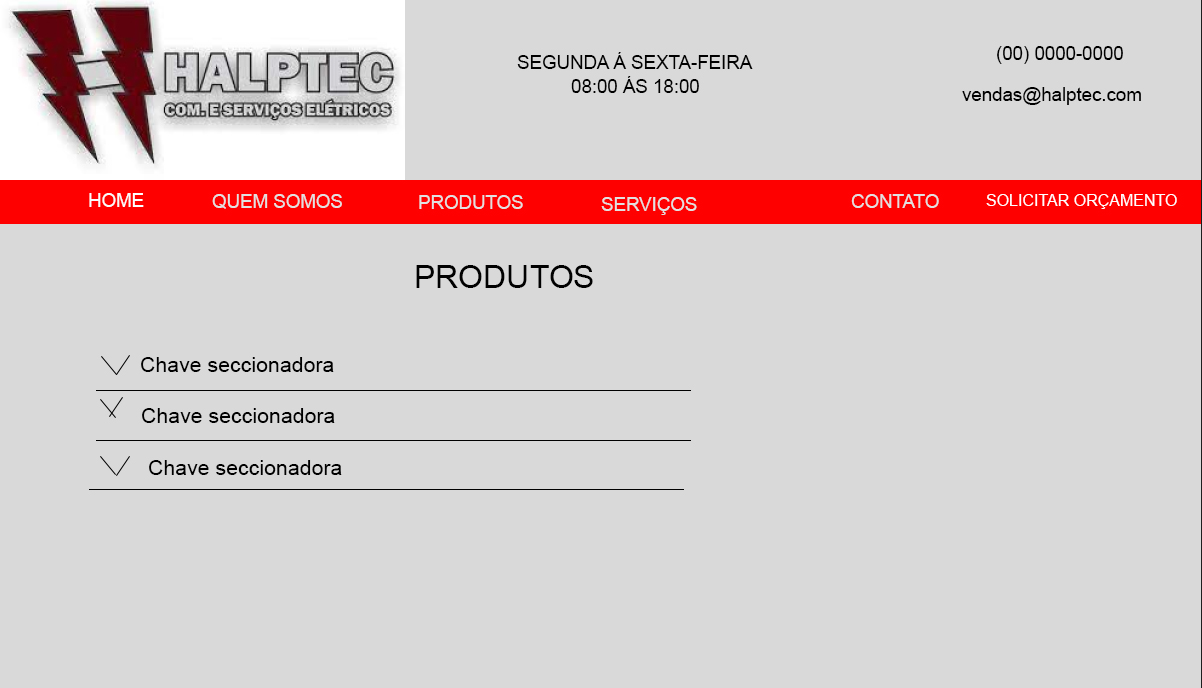 HALPTEC
COM. E SERVIÇOS ELÉTRICOS
SEGUNDA Á SEXTA-FEIRA
08:00 ÁS 18:00
(00) 0000-0000
vendas@halptec.com
HOME
QUEM SOMOS
PRODUTOS
SERVIÇOS
CONTATO
SOLICITAR ORÇAMENTO
PRODUTOS
Chave seccionadora
Chave seccionadora
Chave seccionadora